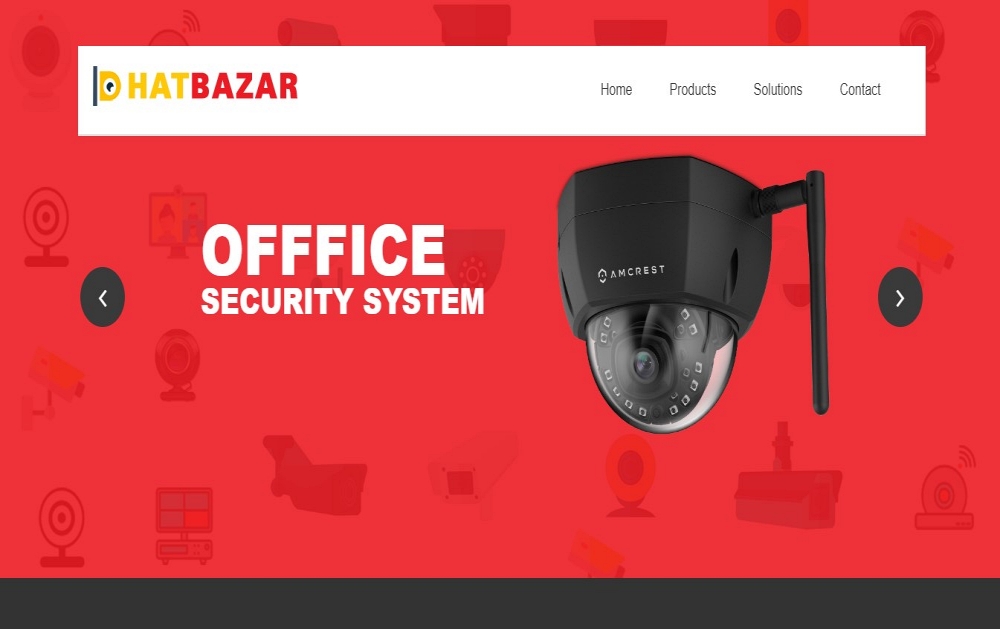 HATBAZAR
Home Products Solutions Contact
OFFFICE
SECURITY SYSTEM
AMCREST